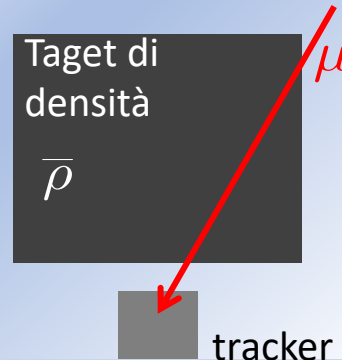 Taget di
densità
μ
ρ̅
tracker